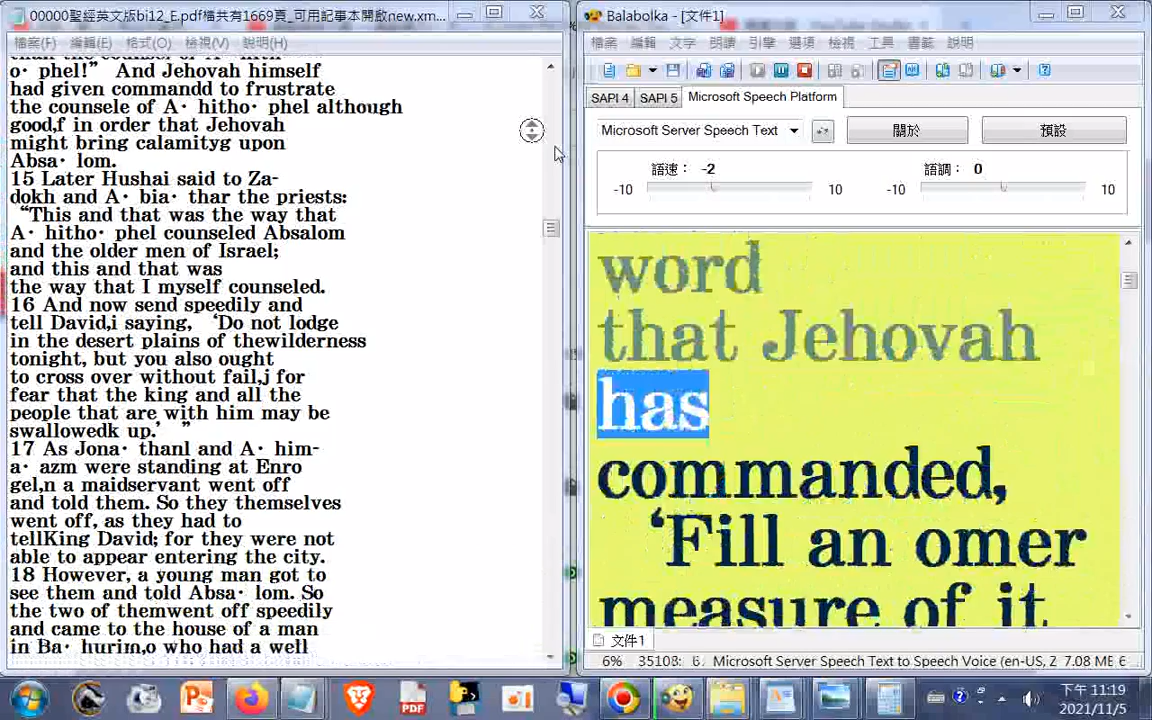 00000聖經英文版bi12_E.pdf檔共有1669頁_可用記事本開啟new.xm...
檔案(F) 編輯(E) 格式(O) 檢視(V) 說明(H)
o‧phel!” And Jehovah himself
had given commandd to frustrate
the counsele of A‧hitho‧phel although
good,f in order that Jehovah
might bring calamityg upon
Absa‧lom.
15 Later Hushai said to Za-
dokh and A‧bia‧thar the priests:
“This and that was the way that
A‧hitho‧phel counseled Absalom
and the older men of Israel;
and this and that was
the way that I myself counseled.
16 And now send speedily and
tell David,i saying, ‘Do not lodge
in the desert plains of thewilderness
tonight, but you also ought
to cross over without fail,j for
fear that the king and all the
people that are with him may be
swallowedk up.’ ”
17 As Jona‧thanl and A‧him-
a‧azm were standing at Enro
gel,n a maidservant went off
and told them. So they themselves
went off, as they had to
tellKing David; for they were not
able to appear entering the city.
18 However, a young man got to
see them and told Absa‧lom. So
the two of themwent off speedily
and came to the house of a man
in Ba‧hurim,o who had a well
Balabolka - [文件1]
檔案 編輯 文字 朗讀 引擎 選項 檢視 工具 書籤 說明
SAPI 4 SAPI 5 Microsoft Speech Platform
Microsoft Server Speech Text 關於 預設
語速： -2 語調： 0
-10 10 -10 10
word
that Jehovah
has
commanded,
‘Fill an omer
measure of it
文件1
6% 35108: Microsoft Server Speech Text to Speech Voice (en-US, 7.08 MB
PDF
下午 11:19
2021/11/5